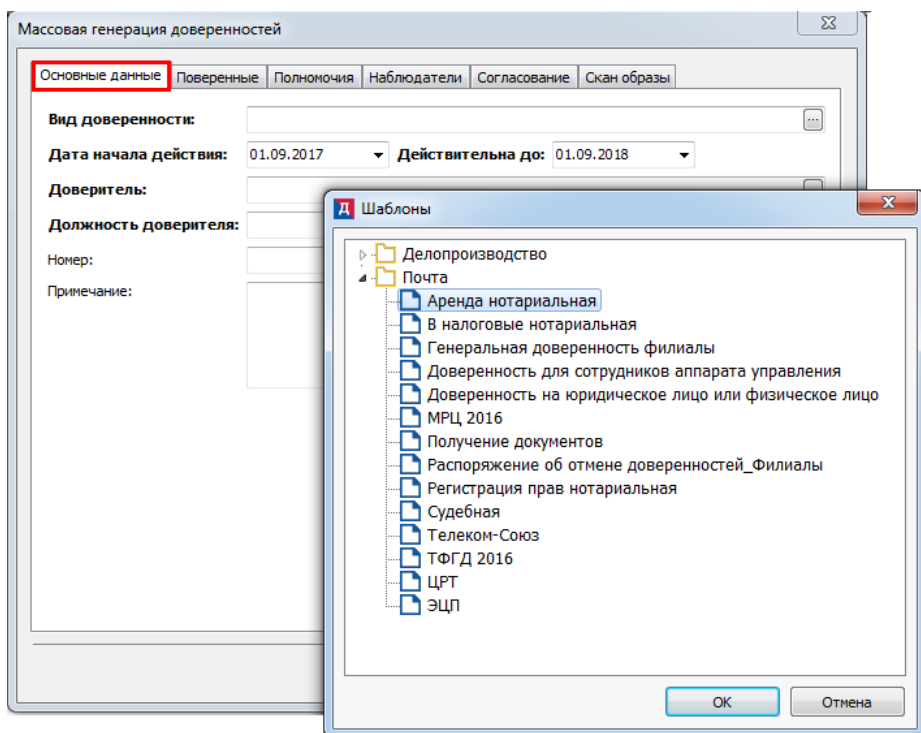 Массовая генерация доверенностей
Основные данные Поверенные Полномочия Наблюдатели Согласование Скан образы
Вид доверенности: ...
Дата начала действия: 01.09.2017 Действительна до: 01.09.2018
Доверитель:
Должность доверителя:
Номер:
Примечание:
Д Шаблоны
Делопроизводство
Почта
Аренда нотариальная
В налоговые нотариальная
Генеральная доверенность филиалы
Доверенность для сотрудников аппарата управления
Доверенность на юридическое лицо или физическое лицо
МРЦ 2016
Получение документов
Распоряжение об отмене доверенностей_Филиалы
Регистрация прав нотариальная
Судебная
Телеком-Союз
ТФГД 2016
ЦРТ
ЭЦП
ОК Отмена